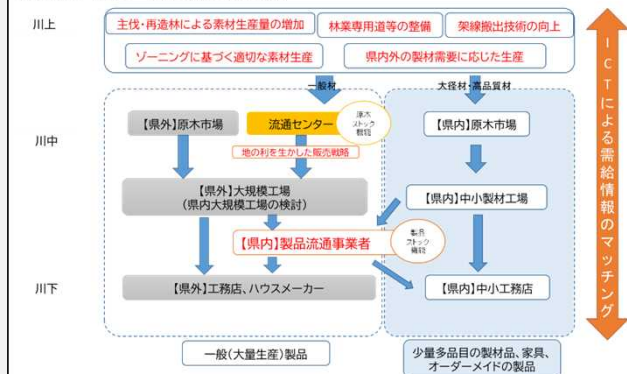 川上
主伐・再造林による素材生産量の増加
林業専用道等の整備
架線搬出技術の向上
ゾーニングに基づく適切な素材生産
県内外の製材需要に応じた生産
一般材
大径材・高品質材
川中
【県外】原木市場
流通センター
原木
ストック
機能
【県内】原木市場
地の利を生かした販売戦略
【県外】大規模工場
(県内大規模工場の検討)
【県内】中小製材工場
【県内】製品流通事業者
製品
ストック
機能
川下
【県外】工務店、ハウスメーカー
【県内】中小工務店
一般(大量生産)製品
少量多品目の製材品、家具、
オーダーメイドの製品
ICTによる需給情報のマッチング